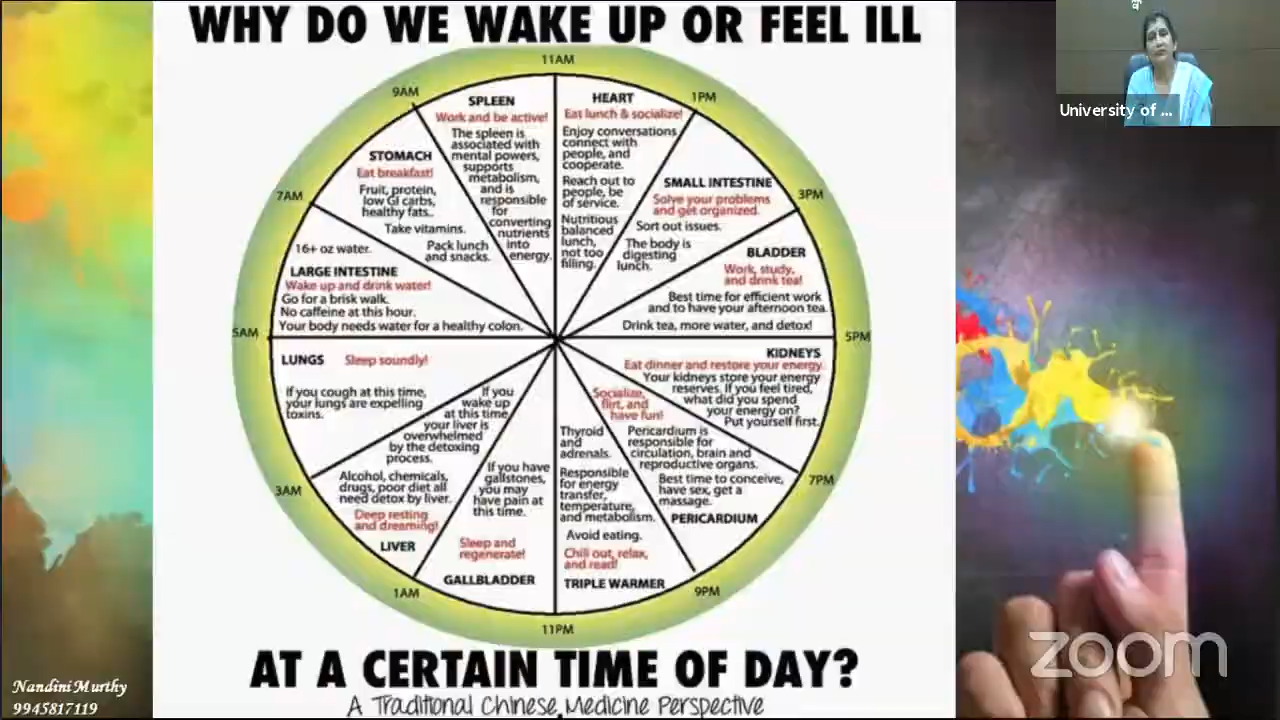 WHY DO WE WAKE UP OR FEEL ILL
11AM
9AM
1PM
7AM
3PM
5AM
5PM
3AM
7PM
1AM
9PM
11PM
HEART
Eat lunch & socialize!
Enjoy conversations
connect with
people, and
cooperate.
Reach out to
people, be
of service.
Nutritious
balanced
lunch,
not too
filling.
SMALL INTESTINE
Solve your problems
and get organized.
Sort out issues.
The body is
digesting
lunch.
BLADDER
Work, study,
and drink tea!
Best time for efficient work
and to have your afternoon tea.
Drink tea, more water, and detox!
KIDNEYS
Eat dinner and restore your energy.
Your kidneys store your energy
reserves. If you feel tired,
what did you spend
your energy on?
Put yourself first.
Socialize,
flirt, and
have fun!
Pericardium is
responsible for
circulation, brain and
reproductive organs.
Best time to conceive,
have sex, get a
massage.
PERICARDIUM
Thyroid
and
adrenals.
Responsible
for energy
transfer,
temperature,
and metabolism.
Avoid eating.
Chill out, relax,
and read!
TRIPLE WARMER
If you have
gallstones,
you may
have pain at
this time.
Sleep and
regenerate!
GALLBLADDER
If you
wake up
at this time,
your liver is
overwhelmed
by the detoxing
process.
Alcohol, chemicals,
drugs, poor diet all
need detox by liver.
Deep resting
and dreaming!
LIVER
LUNGS Sleep soundly!
If you cough at this time,
your lungs are expelling
toxins.
16+ oz water.
LARGE INTESTINE
Wake up and drink water!
Go for a brisk walk.
No caffeine at this hour.
Your body needs water for a healthy colon.
STOMACH
Eat breakfast!
Fruit, protein,
low GI carbs,
healthy fats..
Take vitamins.
Pack lunch
and snacks.
SPLEEN
Work and be active!
The spleen is
associated with
mental powers,
supports
metabolism,
and is
responsible
for
converting
nutrients
into
energy.
AT A CERTAIN TIME OF DAY?
A Traditional Chinese Medicine Perspective
University of ...
Nandini Murthy
9945817119
zoom